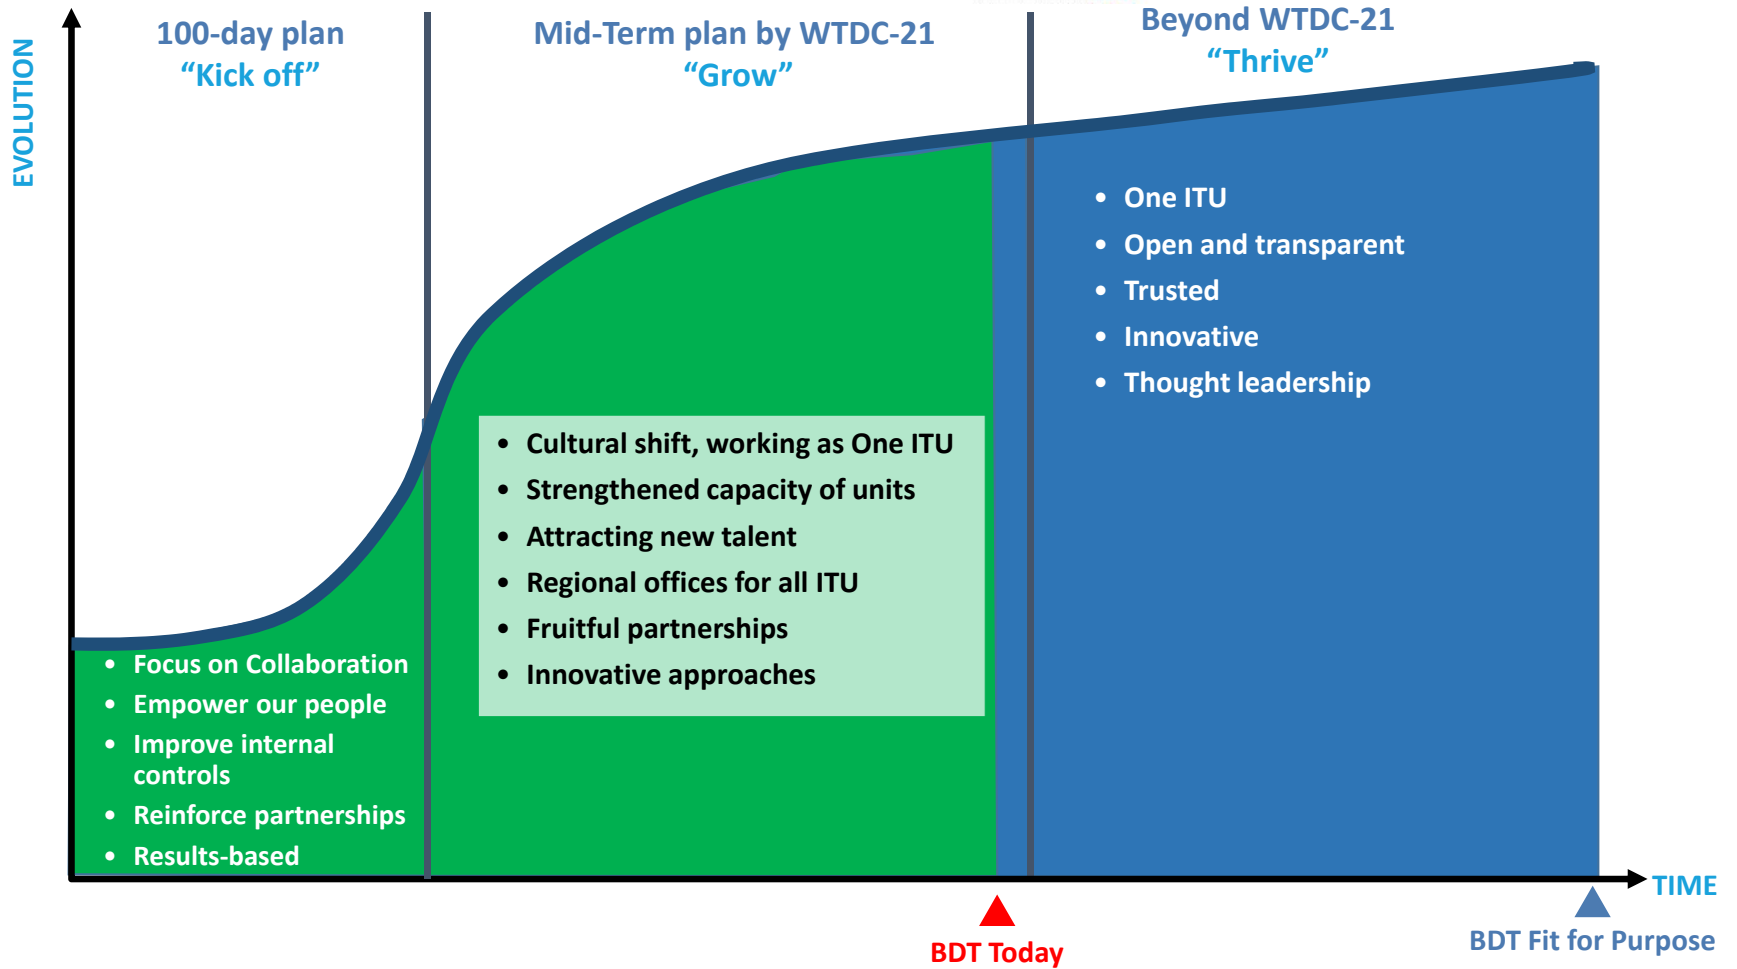 EVOLUTION
100-day plan
“Kick off”
Mid-Term plan by WTDC-21
“Grow”
Beyond WTDC-21
“Thrive”
• One ITU
• Open and transparent
• Trusted
• Innovative
• Thought leadership
• Cultural shift, working as One ITU
• Strengthened capacity of units
• Attracting new talent
• Regional offices for all ITU
• Fruitful partnerships
• Innovative approaches
• Focus on Collaboration
• Empower our people
• Improve internal
controls
• Reinforce partnerships
• Results-based
TIME
BDT Today
BDT Fit for Purpose